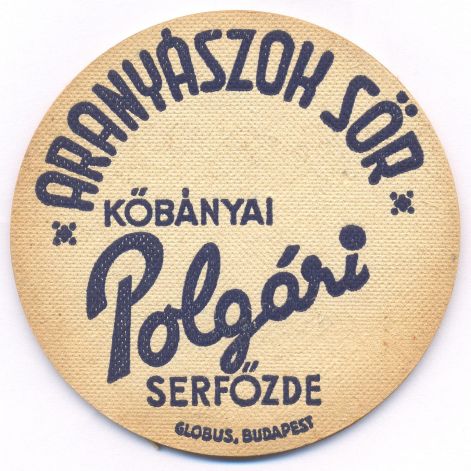 ARANYÁSZOK SÖR
KŐBÁNYAI
Polgári
SERFŐZDE
GLOBUS, BUDAPEST